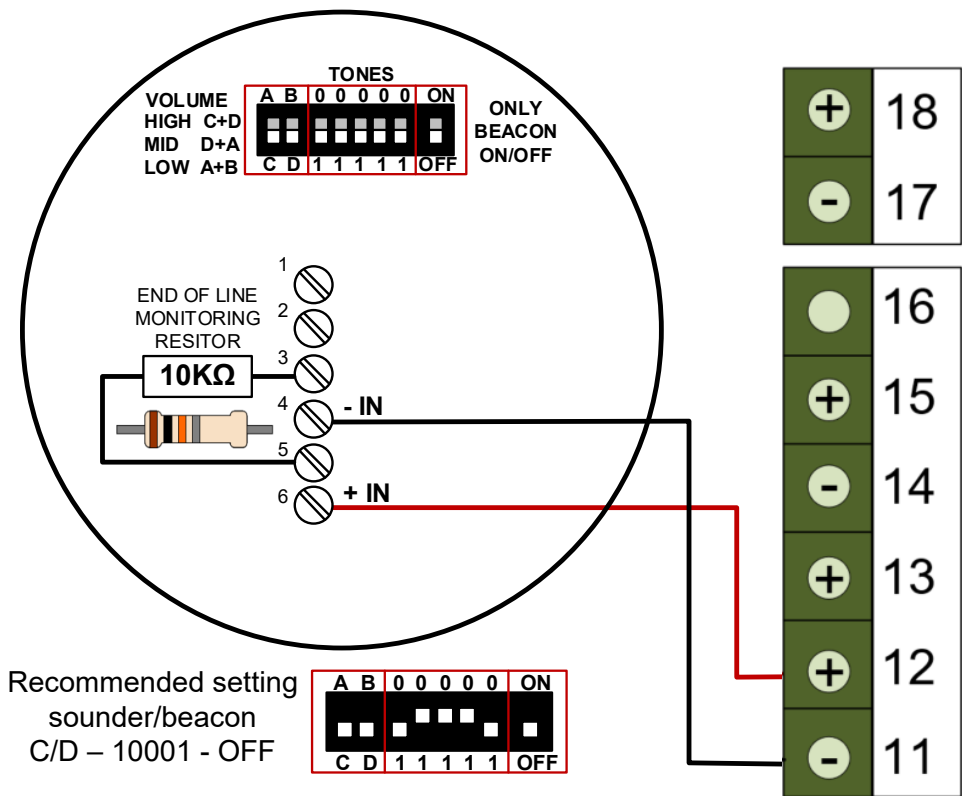 TONES
VOLUME
HIGH C+D
MID D+A
LOW A+B
A B 0 0 0 0 0 ON
C D 1 1 1 1 1 OFF
ONLY
BEACON
ON/OFF
1
2
3
4
5
6
END OF LINE
MONITORING
RESITOR
10KΩ
- IN
+ IN
+ 18
- 17
16
+ 15
- 14
+ 13
+ 12
- 11
Recommended setting
sounder/beacon
C/D – 10001 - OFF
A B 0 0 0 0 0 ON
C D 1 1 1 1 1 OFF